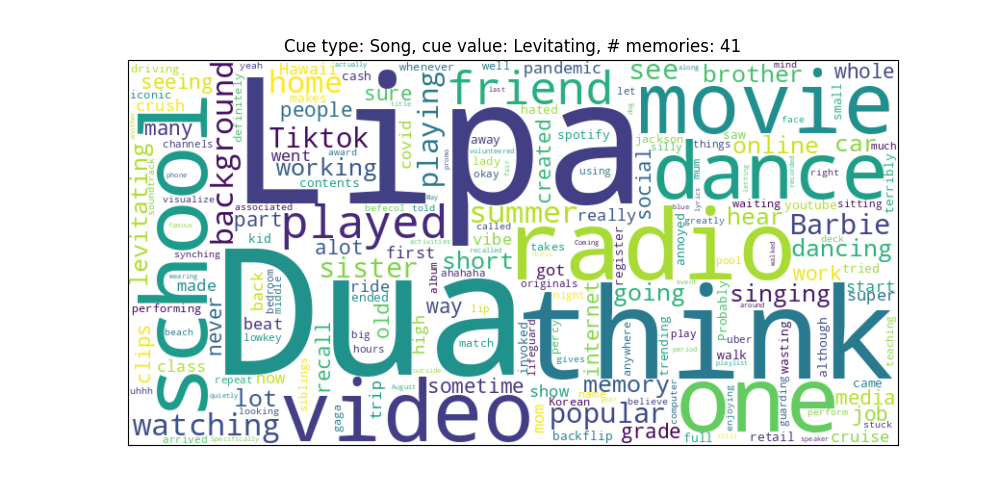 Cue type: Song, cue value: Levitating, # memories: 41
driving yeah Hawaii cash whenever well pandemic see brother mind whole
actually last along
seeing home makes sure friend let movie
iconic crush title hated small
definitely people covid playing created spotify dog face
school many background Tiktok Lipa away jackson saw online car much
channels went award promo volunteered silly things
working lady fair social dance mum letting recorded right terribly
soundtrack phone contents okay using lyrics
visualize associated befecol told May summer really blue waiting youtube sitting
levitating part played called annoyed greatly hear Barbie
kid alot first activities vibe radio deck dancing
famous recalled takes register
synching sister album short Coming walked work tried
wearing made back bedroom middle ride ahahaha got pool
performing ended originals going event singing start super
never beat old way lip dress night internet around
beach lowkey big high Dua think percy invoked lifeguard play Probably
hours match anywhere trending uber wasting although teaching
clips recall outside gives period walk
class repeat now siblings trip August sometime show memory playlist came
uhhh quietly year name computer media
lot looking gaga video mom Korean believe one enjoying guarding perform job
watching popular grade still stuck
arrived Specifically backflip full retail speaker cruise
another